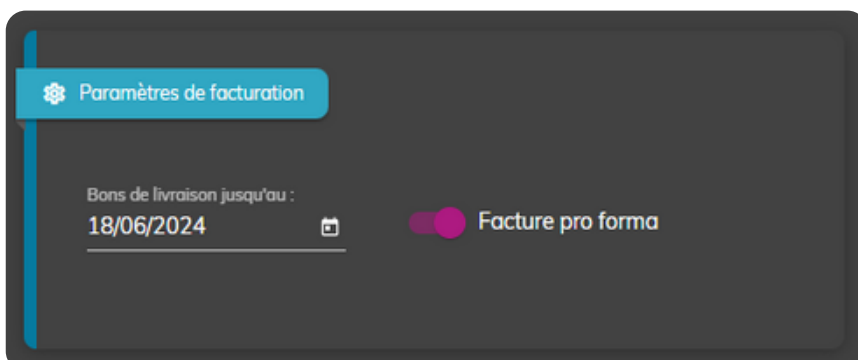 Paramètres de facturation
Bons de livraison jusqu'au :
18/06/2024
Facture pro forma